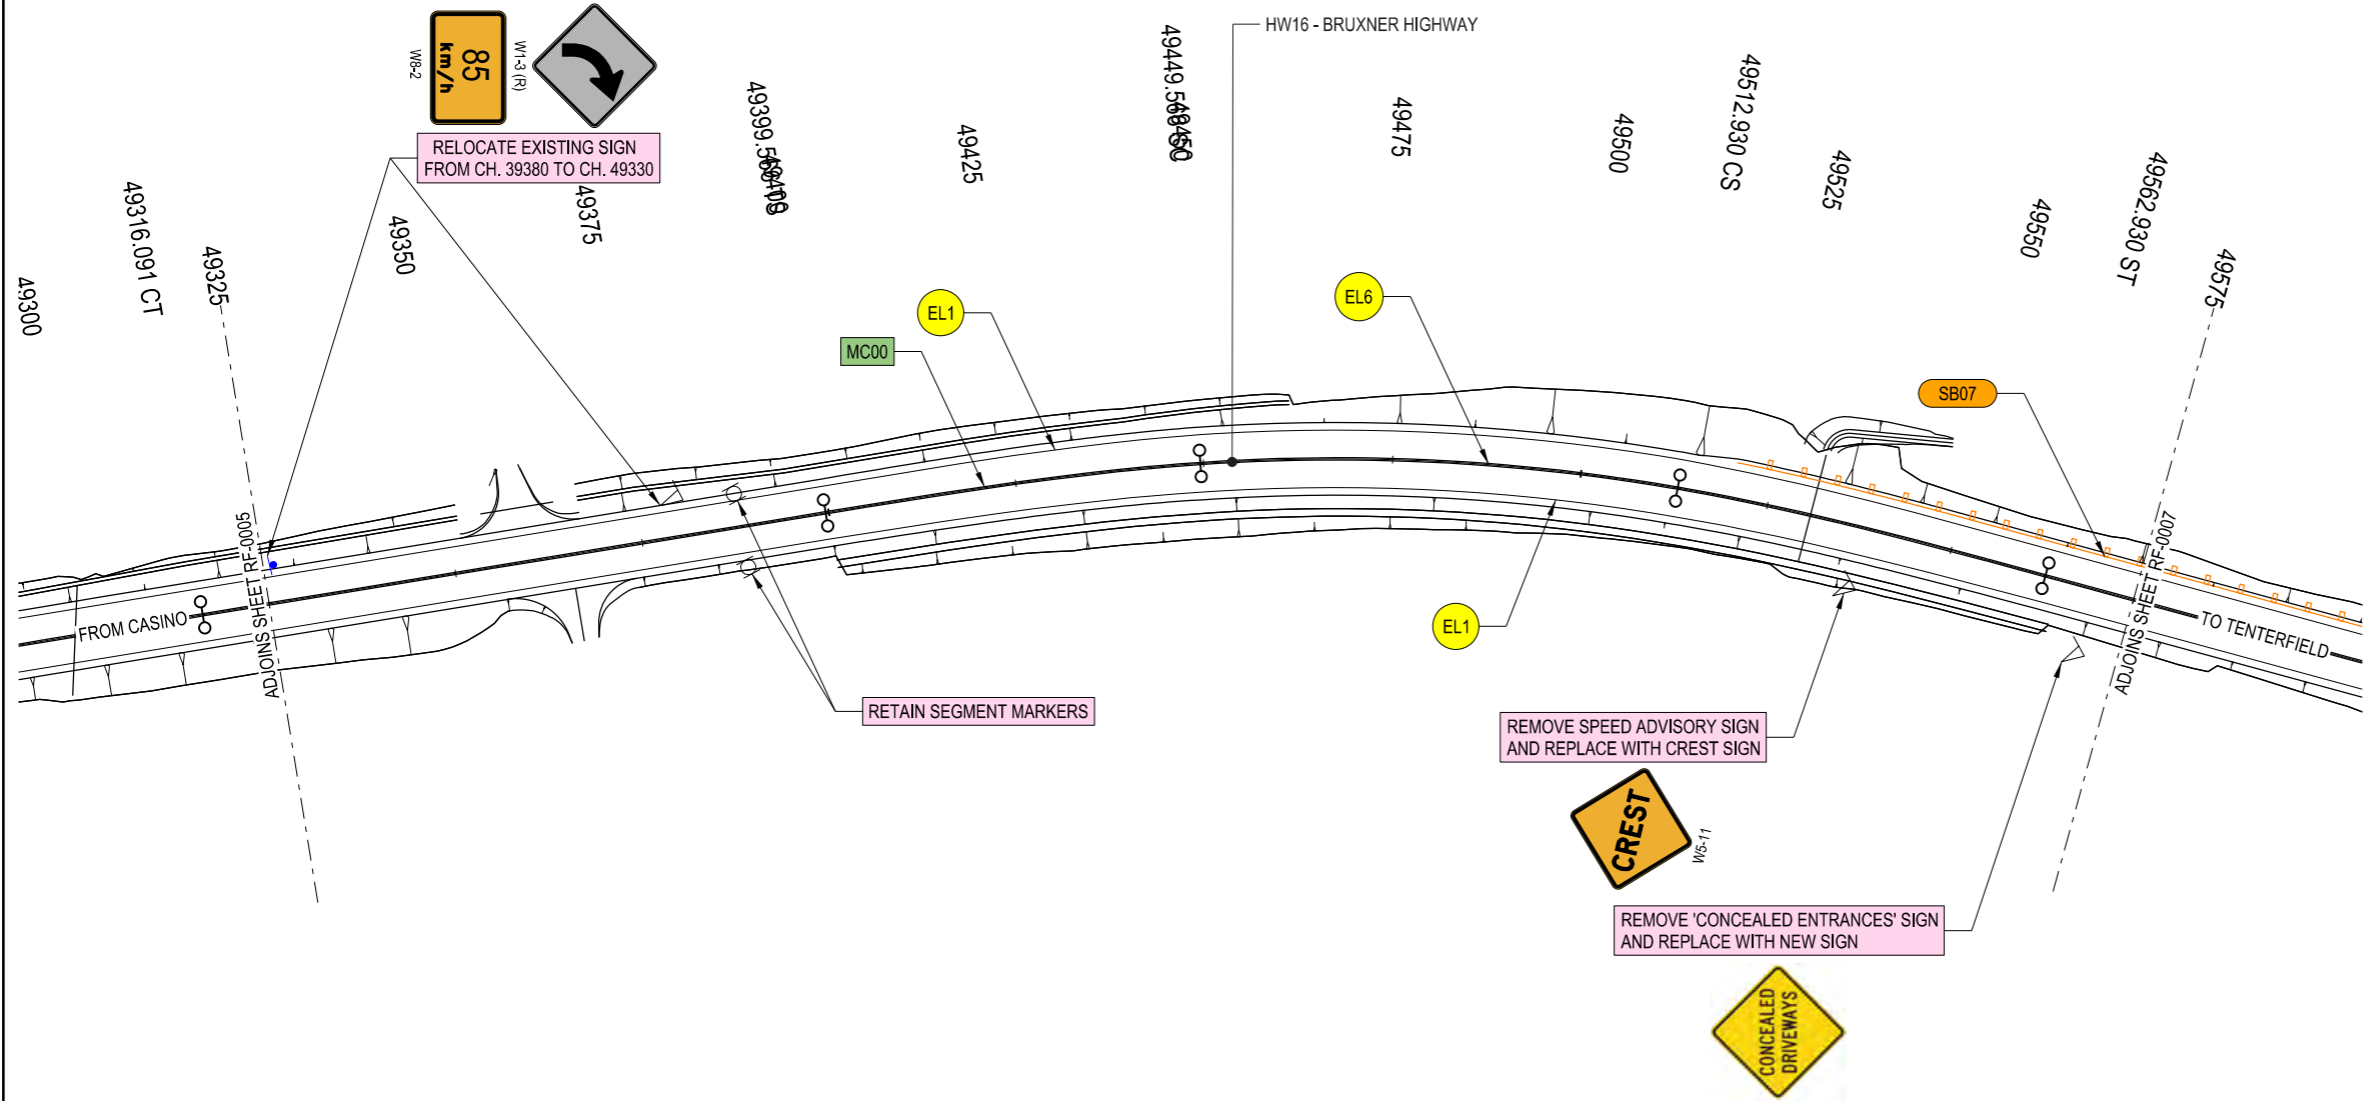 HW16 - BRUXNER HIGHWAY
W1-3 (R)
85
km/h
W8-2
RELOCATE EXISTING SIGN
FROM CH. 39380 TO CH. 49330
49300
49316.091 CT
49325
49350
49375
49425
49475
49500
49512.930 CS
49525
49550
49562.930 ST
49575
EL1
MC00
EL6
SB07
FROM CASINO
ADJOINS SHEET RF-0005
ADJOINS SHEET RF-0007
TO TENTERFIELD
EL1
RETAIN SEGMENT MARKERS
REMOVE SPEED ADVISORY SIGN
AND REPLACE WITH CREST SIGN
CREST
W5-11
REMOVE 'CONCEALED ENTRANCES' SIGN
AND REPLACE WITH NEW SIGN
CONCEALED
DRIVEWAYS